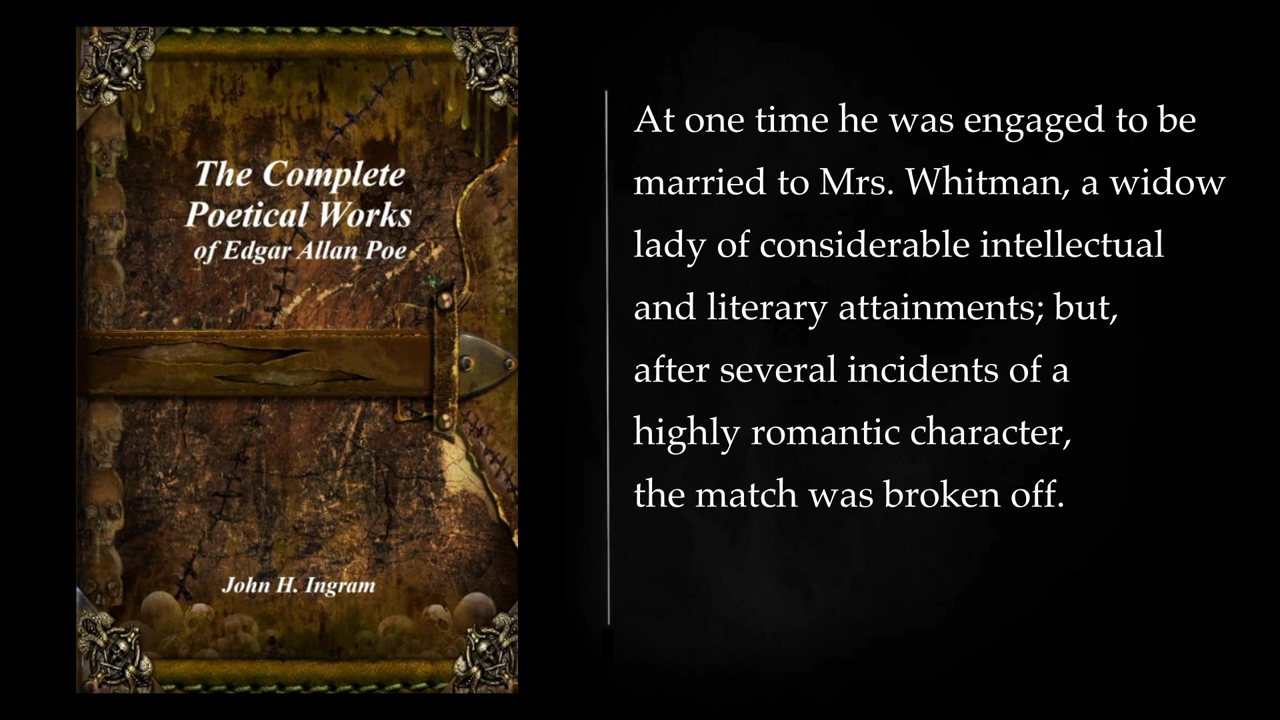 The Complete
Poetical Works
of Edgar Allan Poe
John H. Ingram
At one time he was engaged to be
married to Mrs. Whitman, a widow
lady of considerable intellectual
and literary attainments; but,
after several incidents of a
highly romantic character,
the match was broken off.